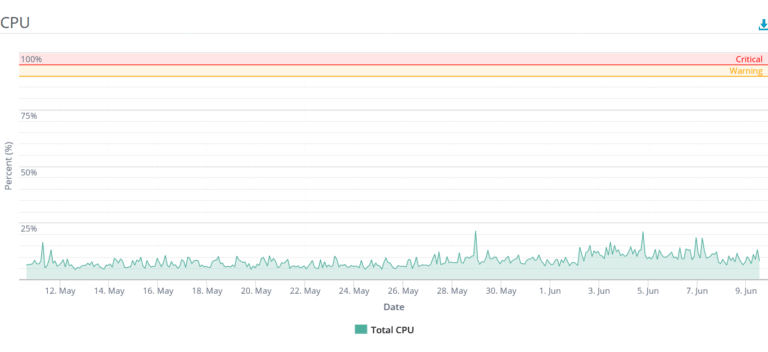 CPU
100%
Critical
Warning
75%
50%
25%
Percent (%)
12. May 14. May 16. May 18. May 20. May 22. May 24. May 26. May 28. May 30. May 1. Jun 3. Jun 5. Jun 7. Jun 9. Jun
Date
Total CPU